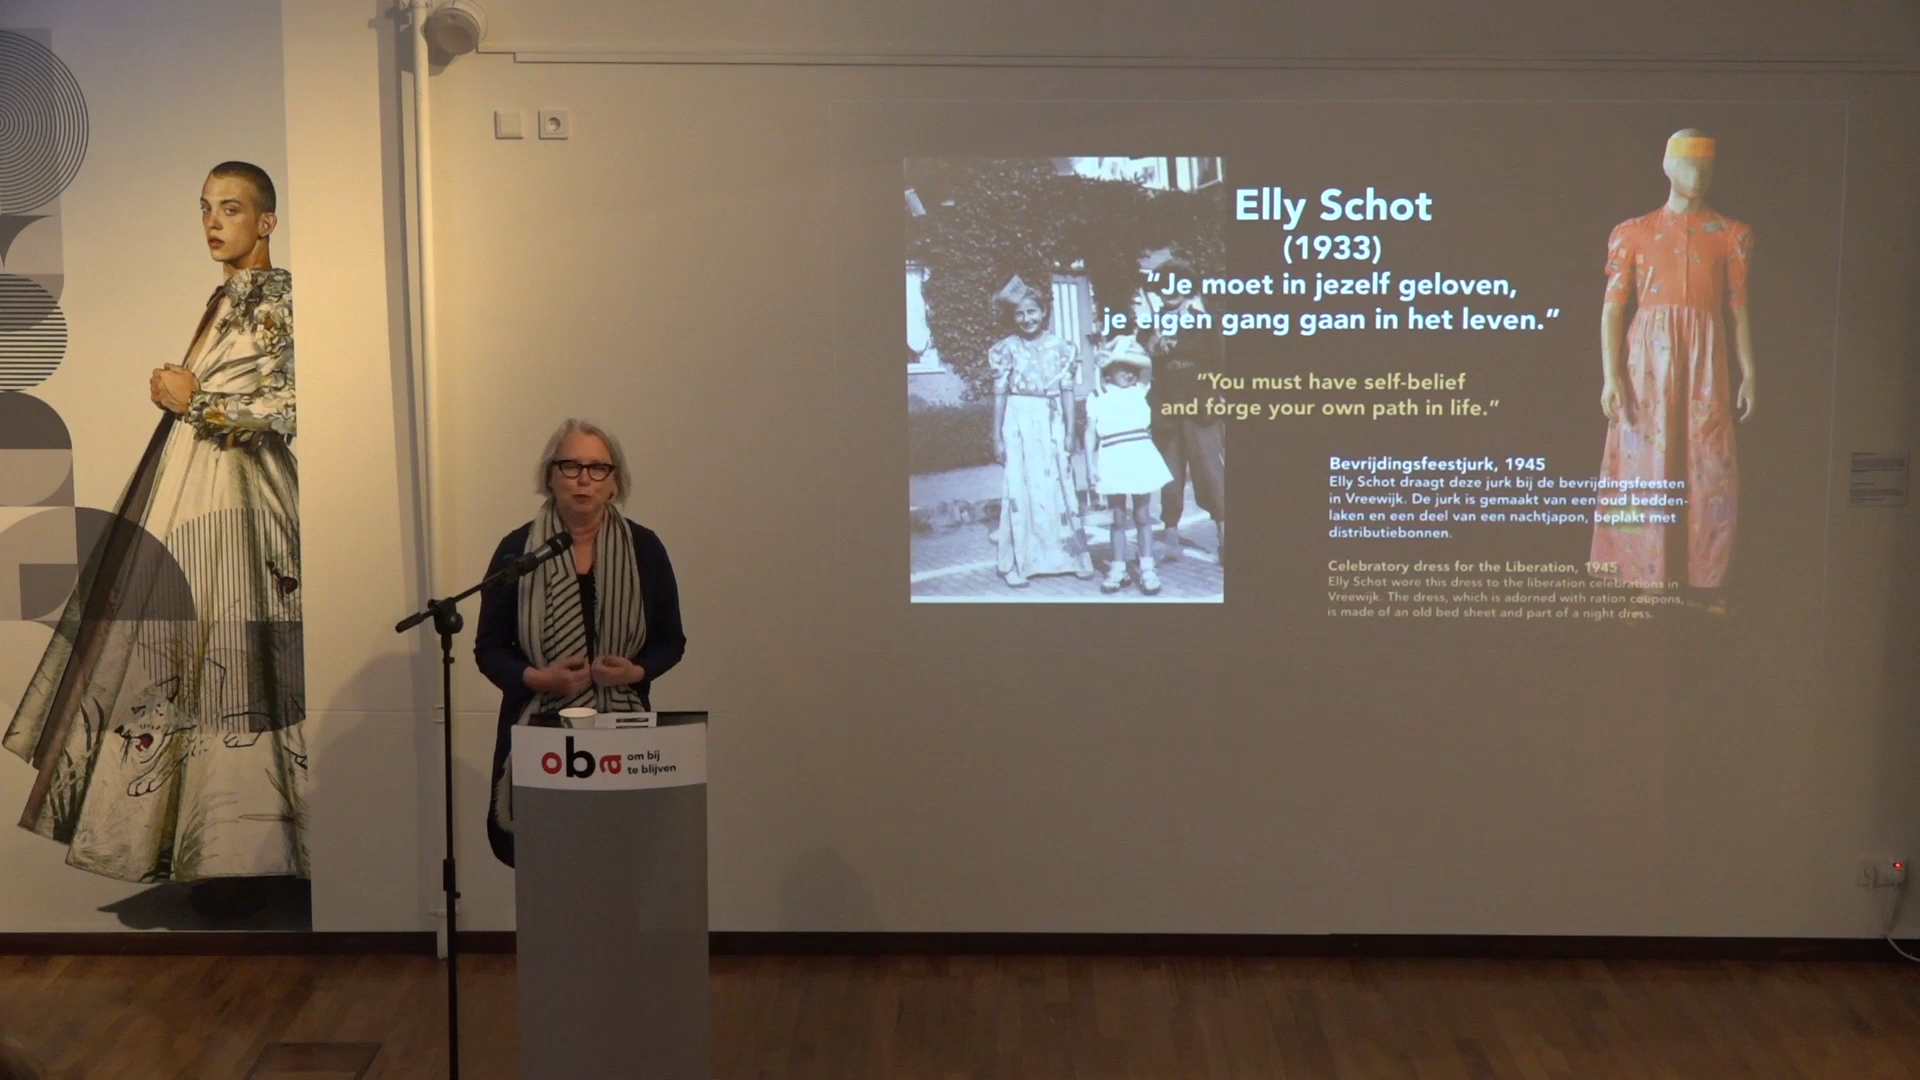 Elly Schot
(1933)
“Je moet in jezelf geloven,
je eigen gang gaan in het leven.”
“You must have self-belief
and forge your own path in life.”
Bevrijdingsfeestjurk, 1945
Elly Schot draagt deze jurk bij de bevrijdingsfeesten
in Vreewijk. De jurk is gemaakt van een oud bedden-
laken en een deel van een nachtjapon, beplakt met
distributiebonnen.
Celebratory dress for the Liberation, 1945
Elly Schot wore this dress to the liberation celebrations in
Vreewijk. The dress, which is adorned with ration coupons,
is made of an old bed sheet and part of a night dress.
oba om bij
te blijven